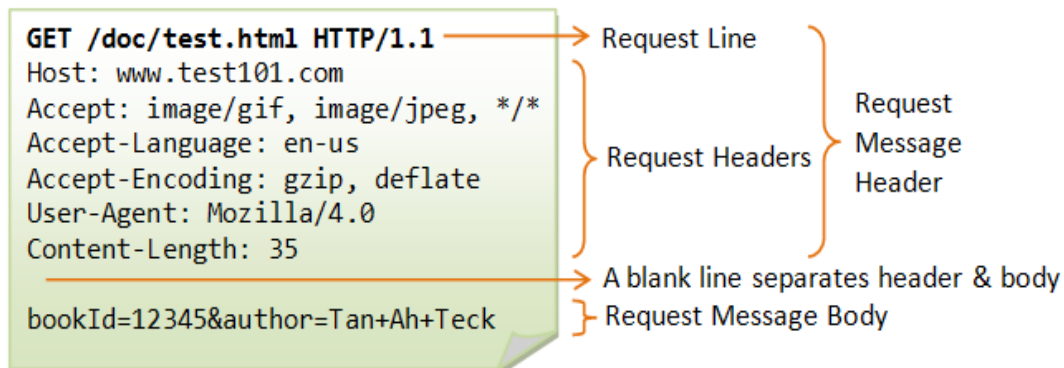 GET /doc/test.html HTTP/1.1
Host: www.test101.com
Accept: image/gif, image/jpeg, */*
Accept-Language: en-us
Accept-Encoding: gzip, deflate
User-Agent: Mozilla/4.0
Content-Length: 35
bookId=12345&author=Tan+Ah+Teck
Request Line
Request Headers
Request
Message
Header
A blank line separates header & body
Request Message Body